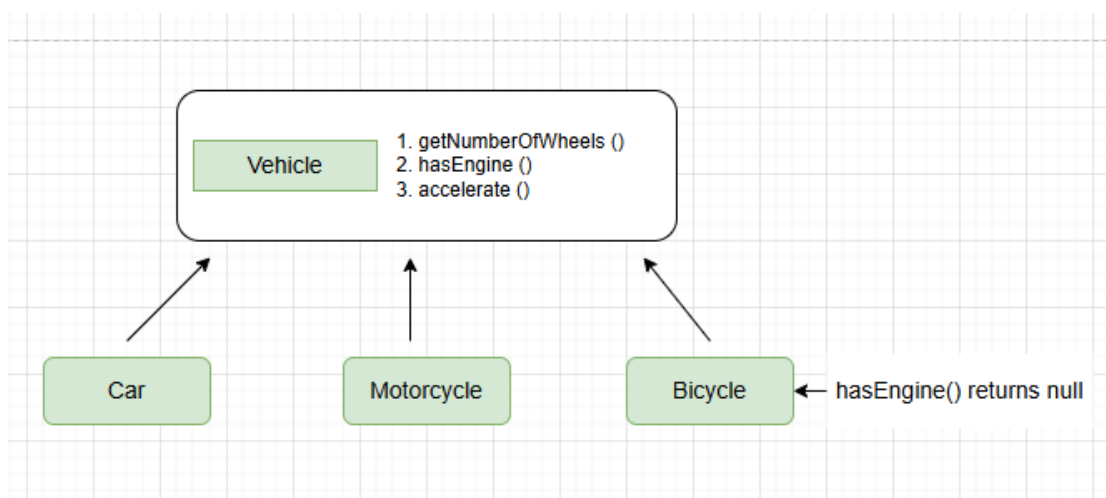 Vehicle
1. getNumberOfWheels ()
2. hasEngine ()
3. accelerate ()
Car
Motorcycle
Bicycle
hasEngine() returns null